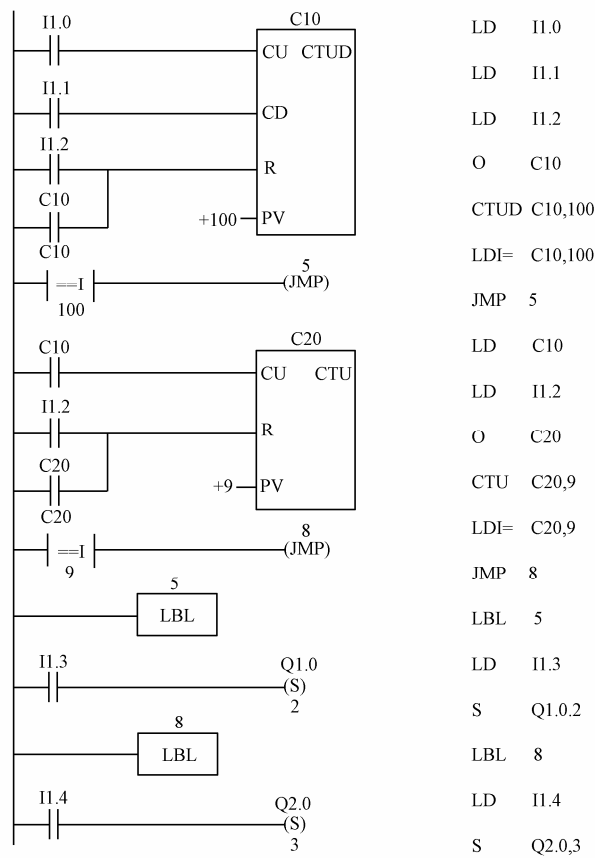 I1.0
C10
CU CTUD
I1.1
CD
I1.2
R
C10
+100 PV
C10
==I
100
5
(JMP)
C10
C20
CU CTU
I1.2
R
C20
+9 PV
C20
==I
9
8
(JMP)
5
LBL
I1.3
Q1.0
(S)
2
8
LBL
I1.4
Q2.0
(S)
3
LD I1.0
LD I1.1
LD I1.2
O C10
CTUD C10,100
LDI= C10,100
JMP 5
LD C10
LD I1.2
O C20
CTU C20,9
LDI= C20,9
JMP 8
LBL 5
LD I1.3
S Q1.0.2
LBL 8
LD I1.4
S Q2.0,3